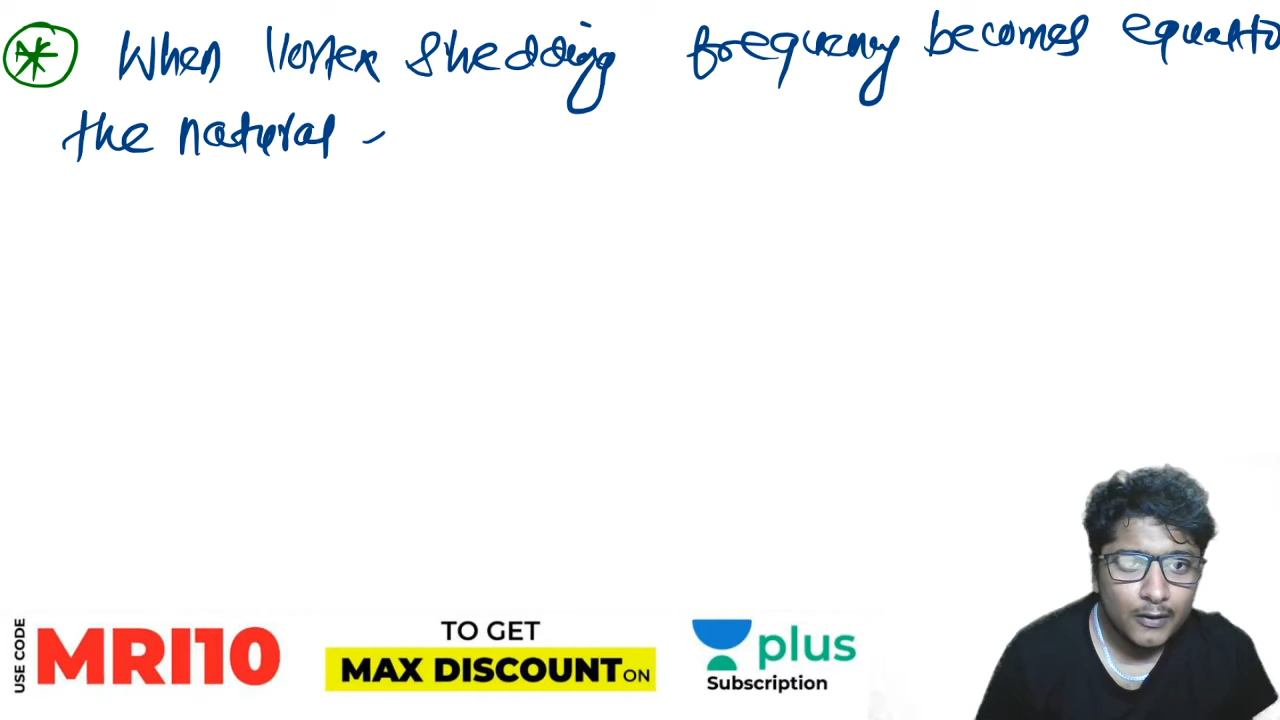 When Vortex Shedding frequency becomes equal to
the natural
USE CODE
MRI10
TO GET
MAX DISCOUNT ON
plus
Subscription